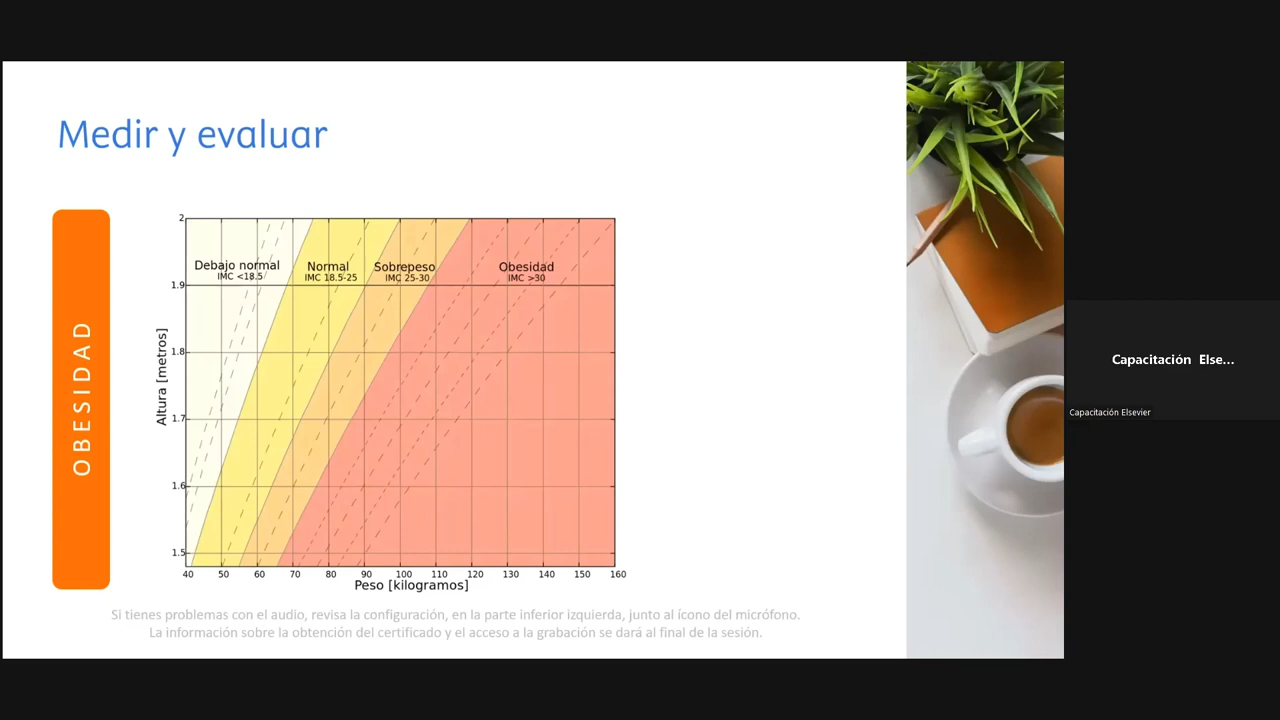 Medir y evaluar
OBESIDAD
2
1.9
1.8
1.7
1.6
1.5
Altura [metros]
Debajo normal
IMC <18.5
Normal
IMC 18.5-25
Sobrepeso
IMC 25-30
Obesidad
IMC >30
40 50 60 70 80 90 100 110 120 130 140 150 160
Peso [kilogramos]
Si tienes problemas con el audio, revisa la configuración, en la parte inferior izquierda, junto al ícono del micrófono.
La información sobre la obtención del certificado y el acceso a la grabación se dará al final de la sesión.
Capacitación Else...
Capacitación Elsevier